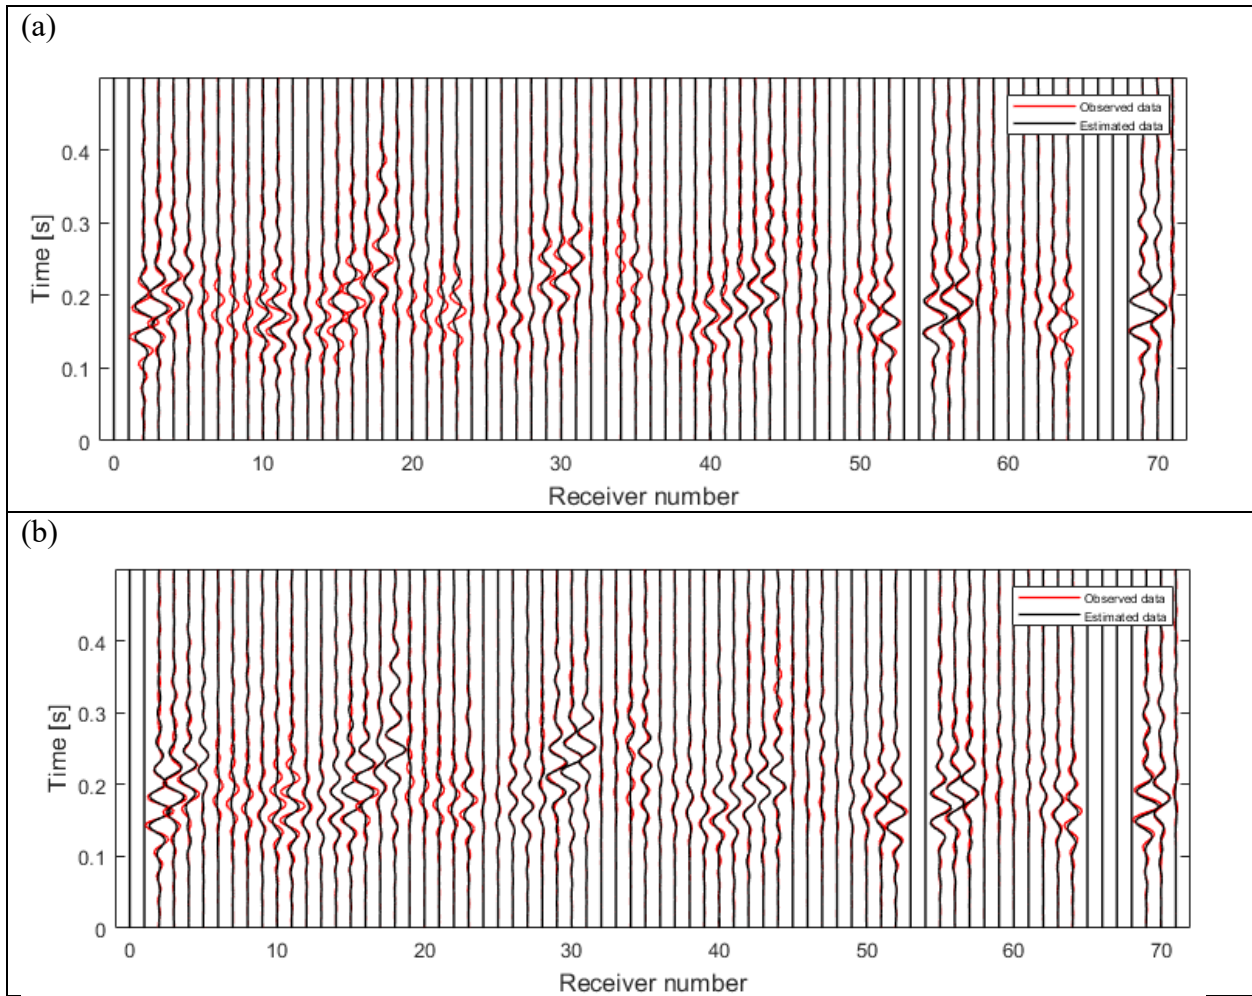 (a)
Observed data
Estimated data
0.4
0.3
0.2
0.1
0
Time [s]
0 10 20 30 40 50 60 70
Receiver number
(b)
Observed data
Estimated data
0.4
0.3
0.2
0.1
0
Time [s]
0 10 20 30 40 50 60 70
Receiver number